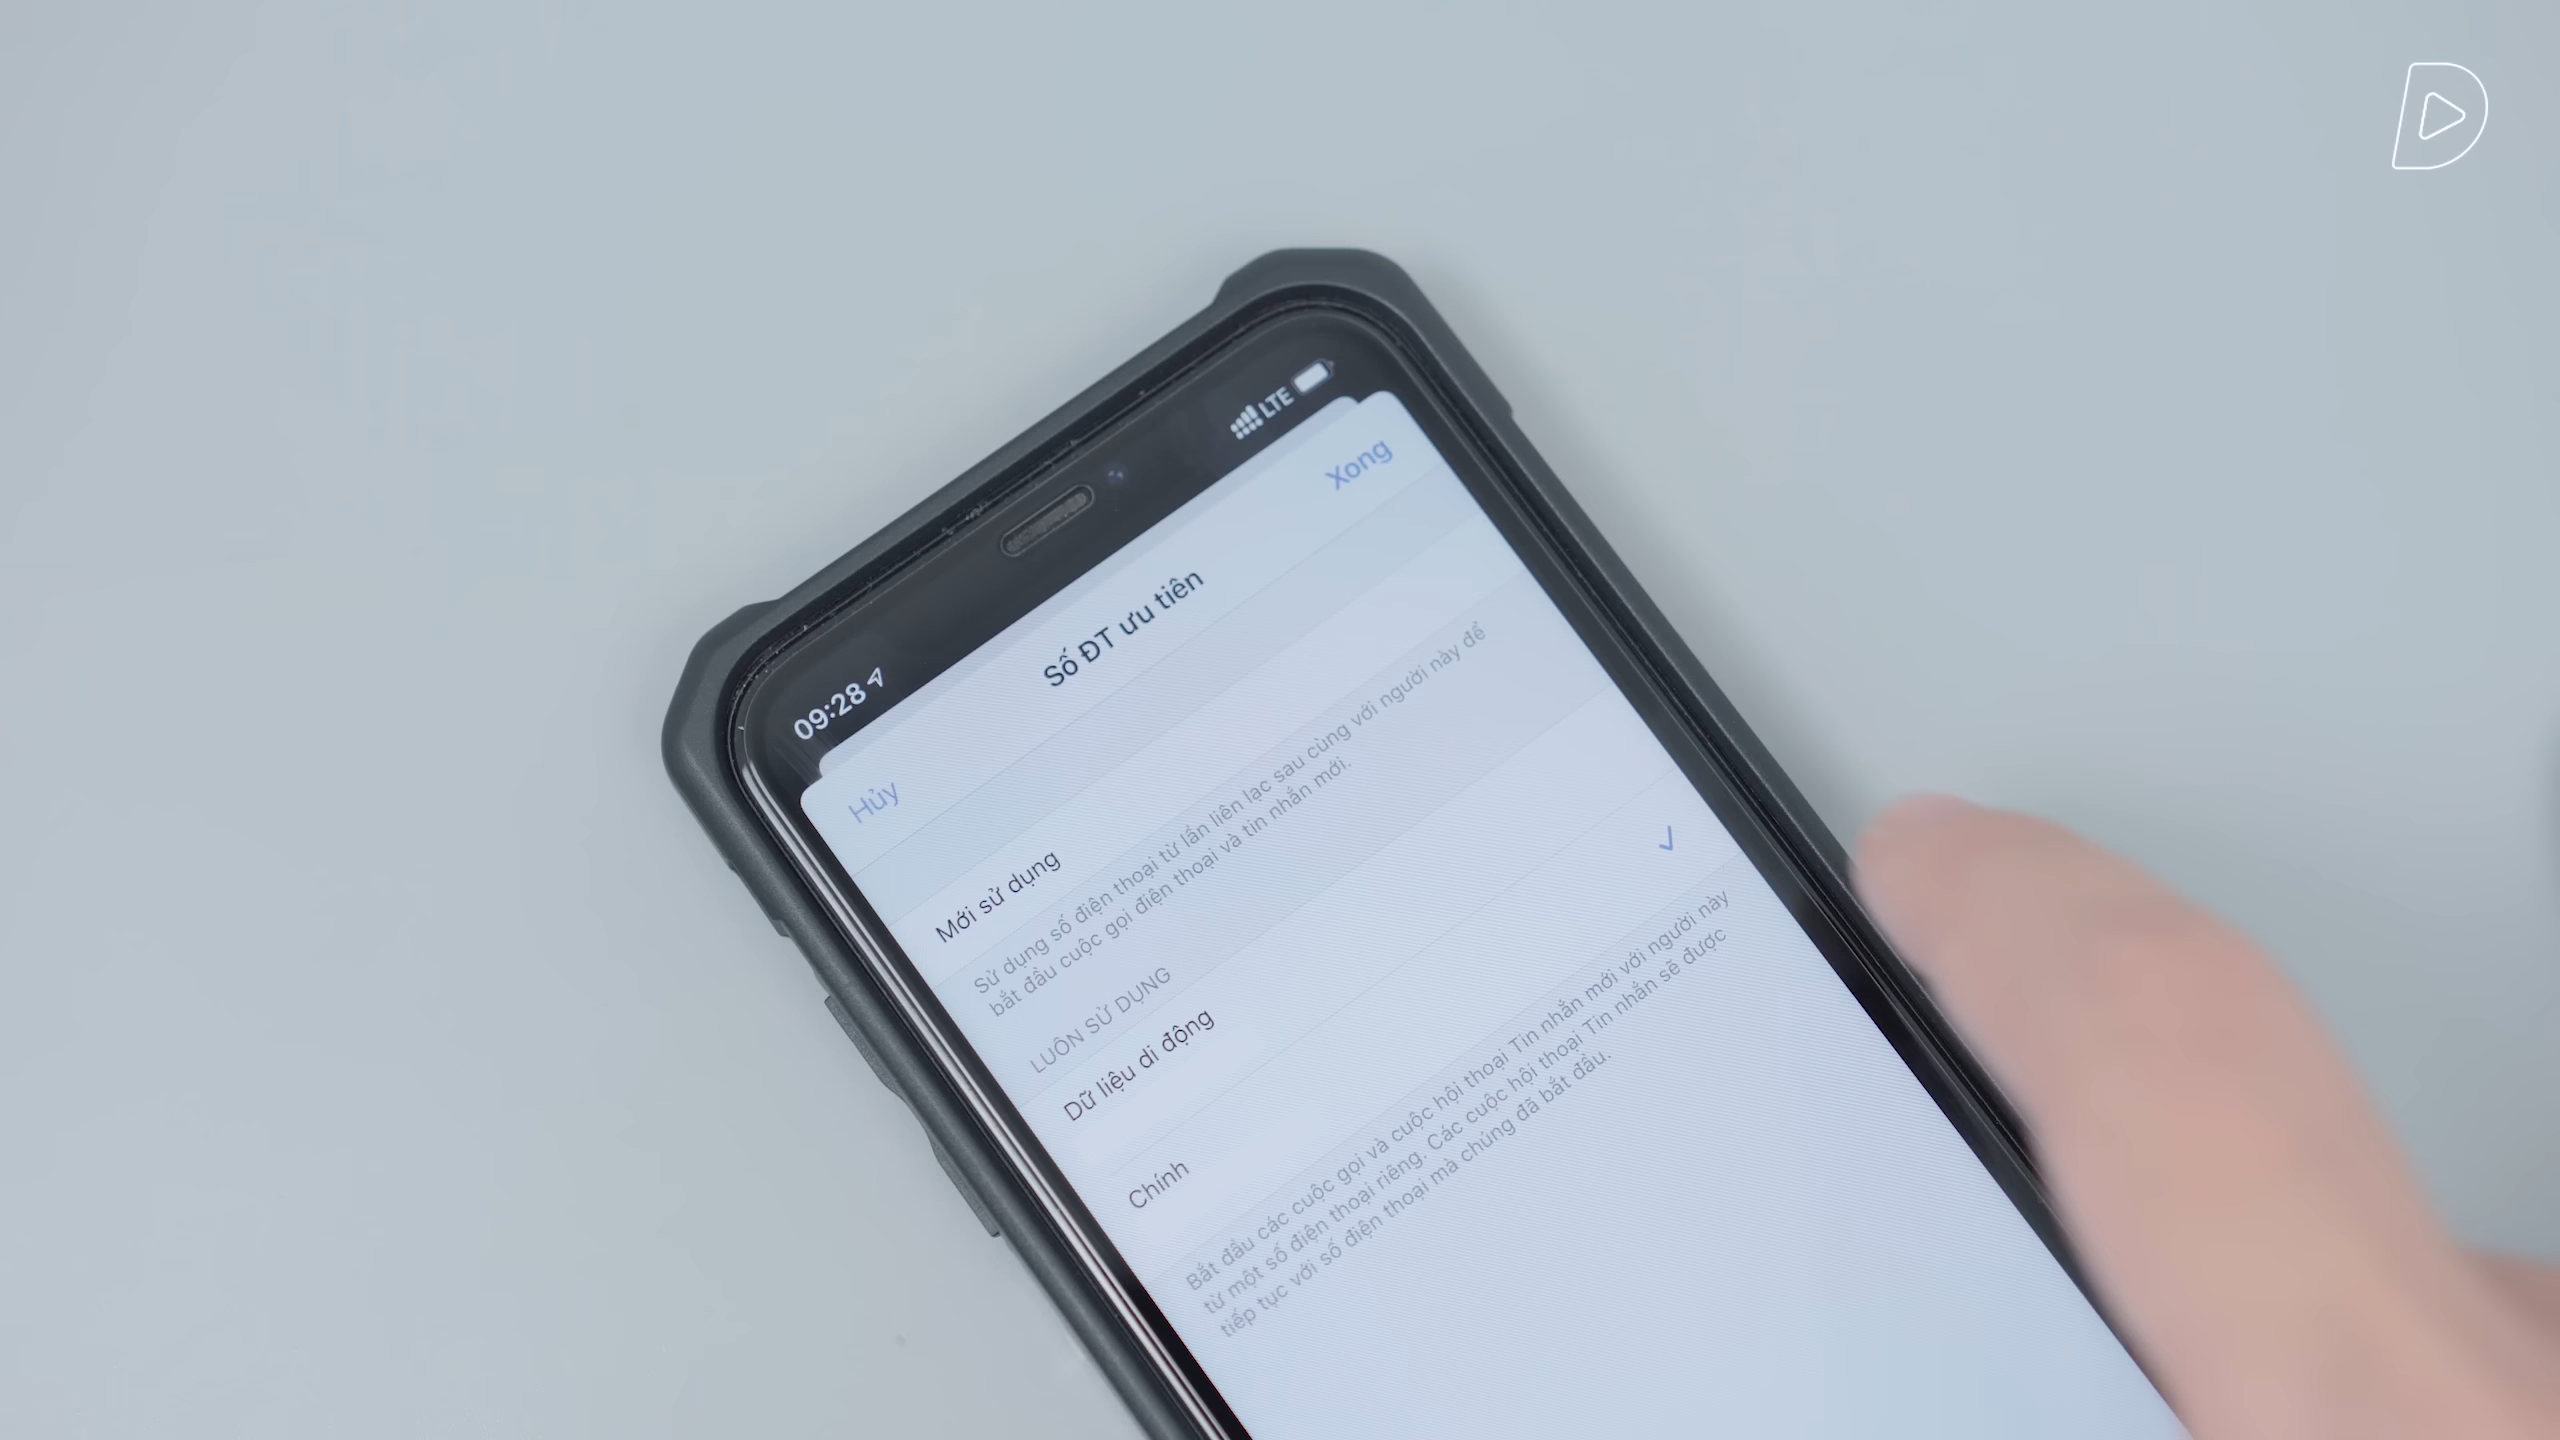 09:28
LTE
Hủy
Số ĐT ưu tiên
Xong
Mới sử dụng
Sử dụng số điện thoại từ lần liên lạc sau cùng với người này để
bắt đầu cuộc gọi điện thoại và tin nhắn mới.
LUÔN SỬ DỤNG
Dữ liệu di động
Chính
Bắt đầu các cuộc gọi và cuộc hội thoại Tin nhắn mới với người này
từ một số điện thoại riêng. Các cuộc hội thoại Tin nhắn sẽ được
tiếp tục với số điện thoại mà chúng đã bắt đầu.